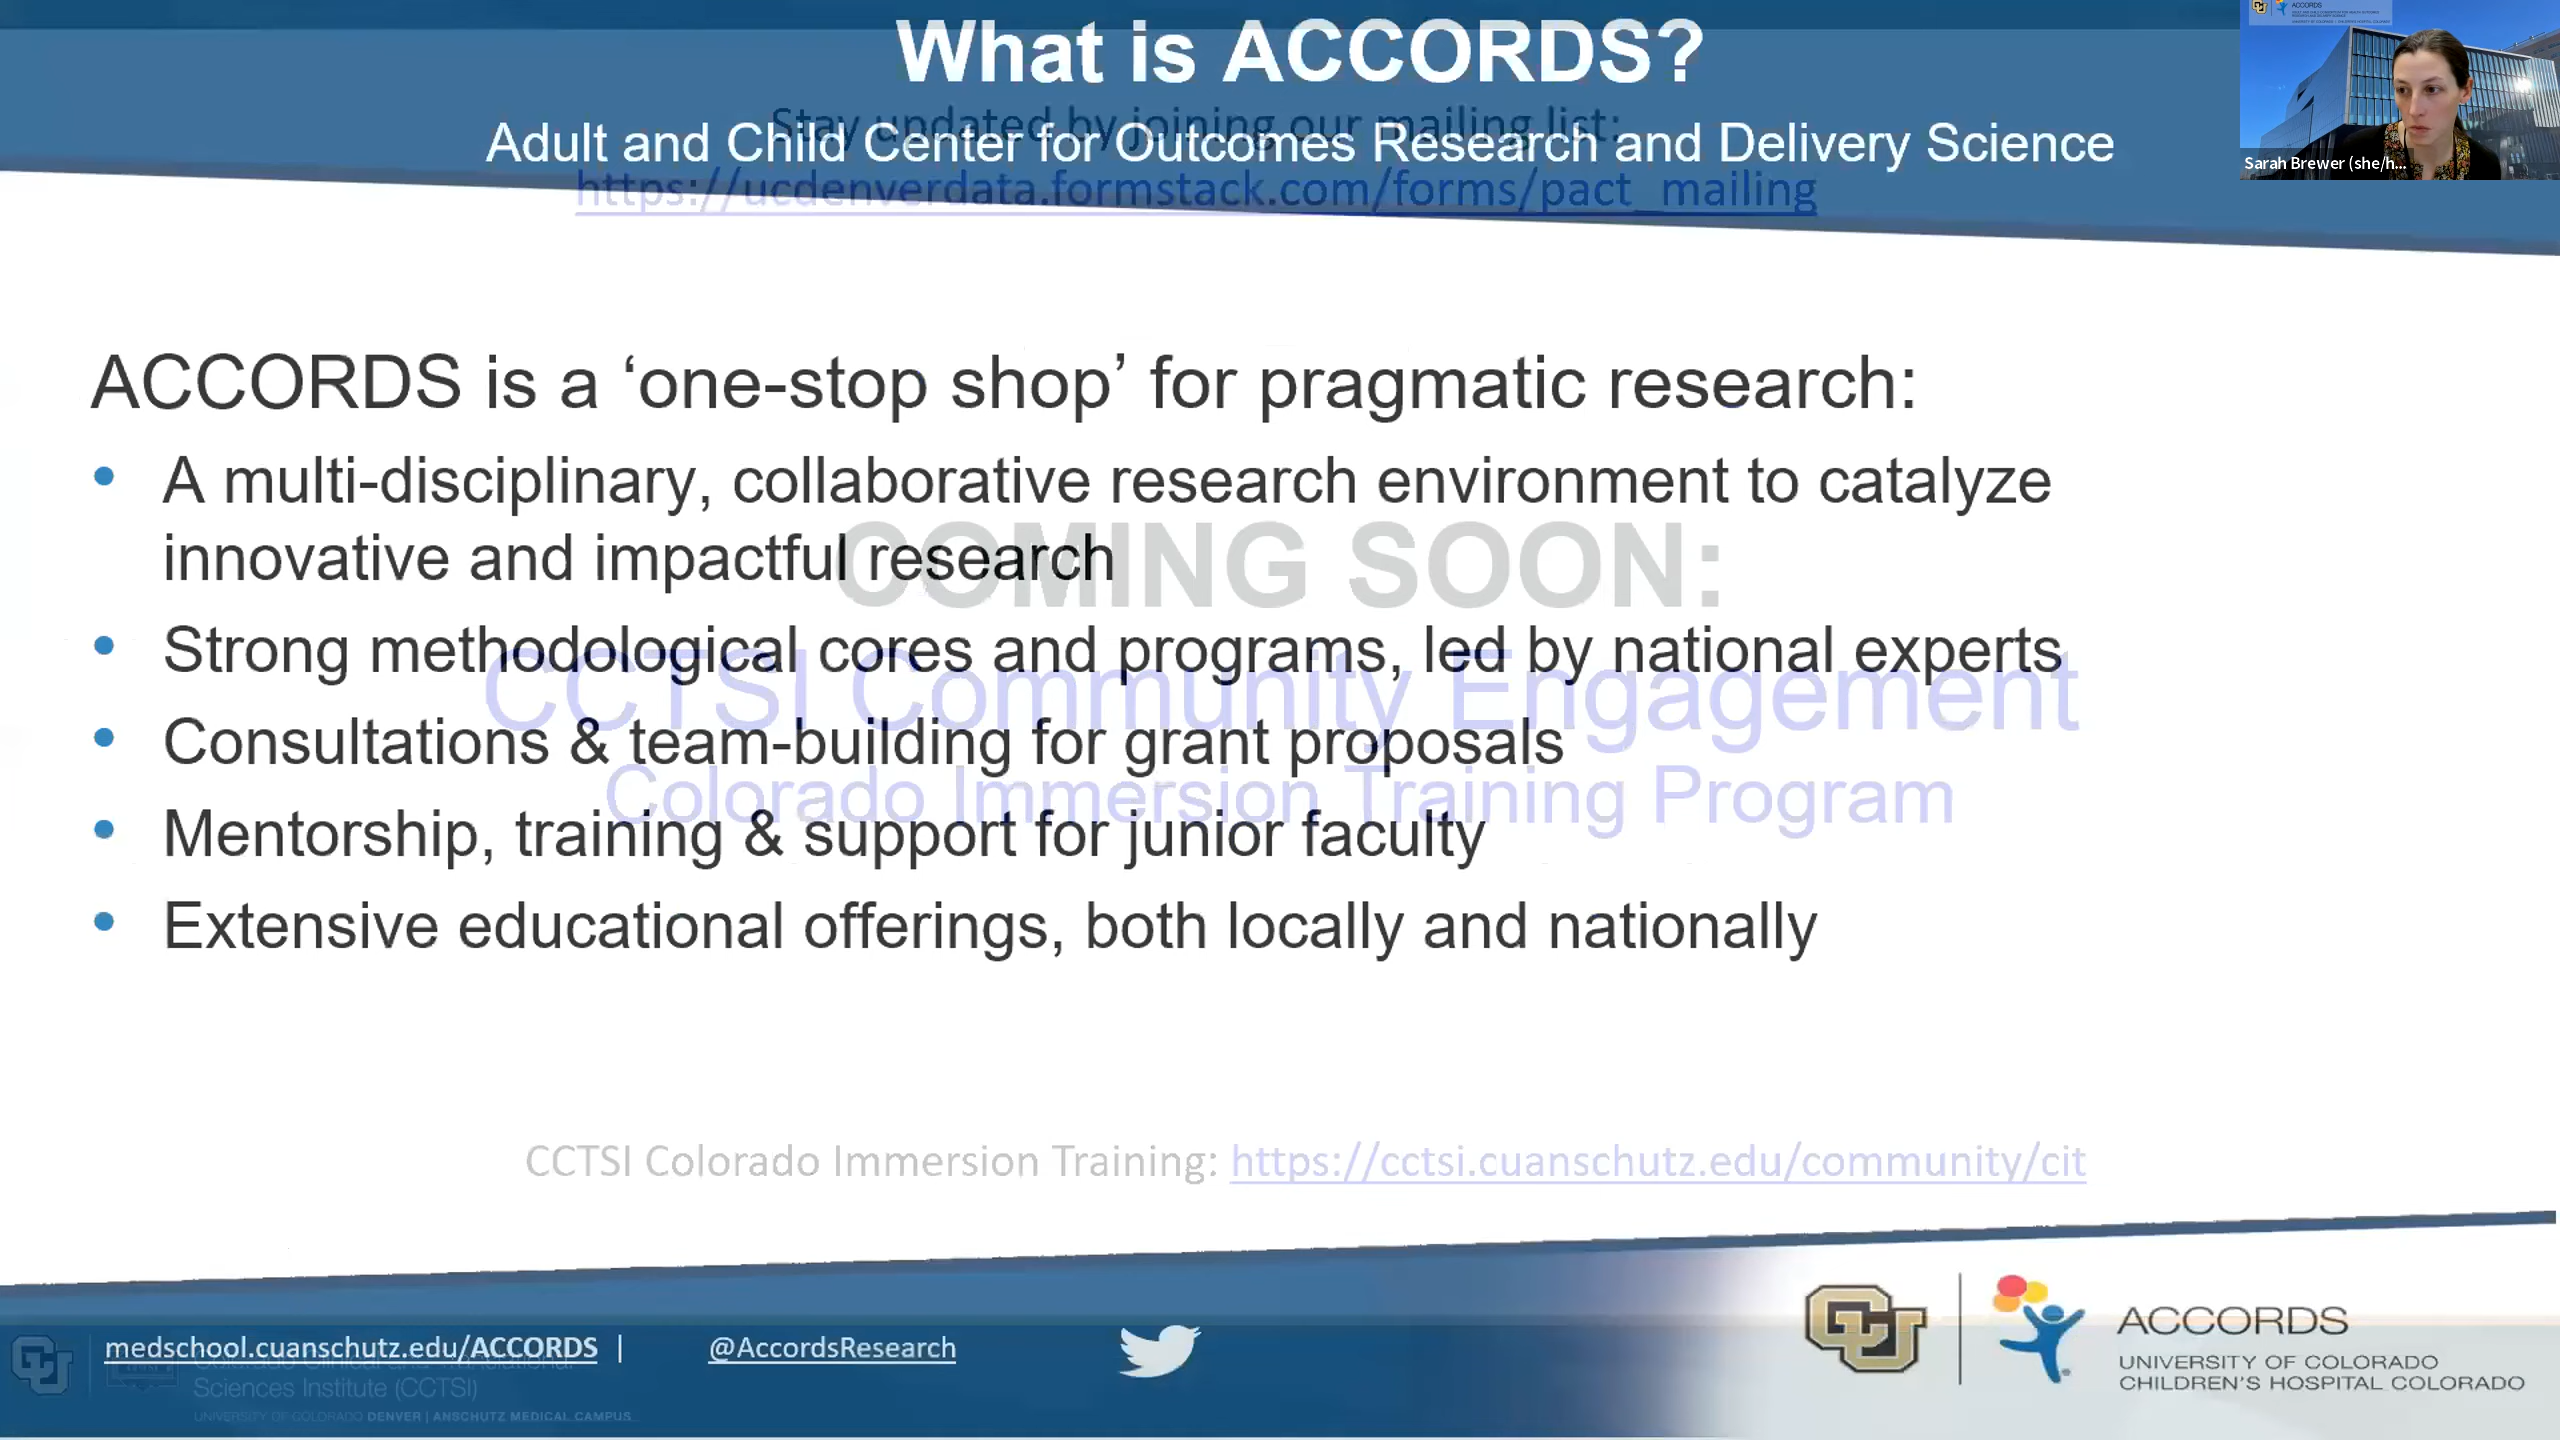 What is ACCORDS?
Stay updated by joining our mailing list:
Adult and Child Center for Outcomes Research and Delivery Science
https://ucdenverdata.formstack.com/forms/pact_mailing
ACCORDS
Sarah Brewer (she/h...
ACCORDS is a ‘one-stop shop’ for pragmatic research:
• A multi-disciplinary, collaborative research environment to catalyze
innovative and impactful research
COMING SOON:
• Strong methodological cores and programs, led by national experts
CCTSI Community Engagement
• Consultations & team-building for grant proposals
Colorado Immersion Training Program
• Mentorship, training & support for junior faculty
• Extensive educational offerings, both locally and nationally
CCTSI Colorado Immersion Training: https://cctsi.cuanschutz.edu/community/cit
medschool.cuanschutz.edu/ACCORDS | @AccordsResearch
Colorado Clinical and Translational
Sciences Institute (CCTSI)
UNIVERSITY OF COLORADO DENVER | ANSCHUTZ MEDICAL CAMPUS
CU
ACCORDS
UNIVERSITY OF COLORADO
CHILDREN'S HOSPITAL COLORADO